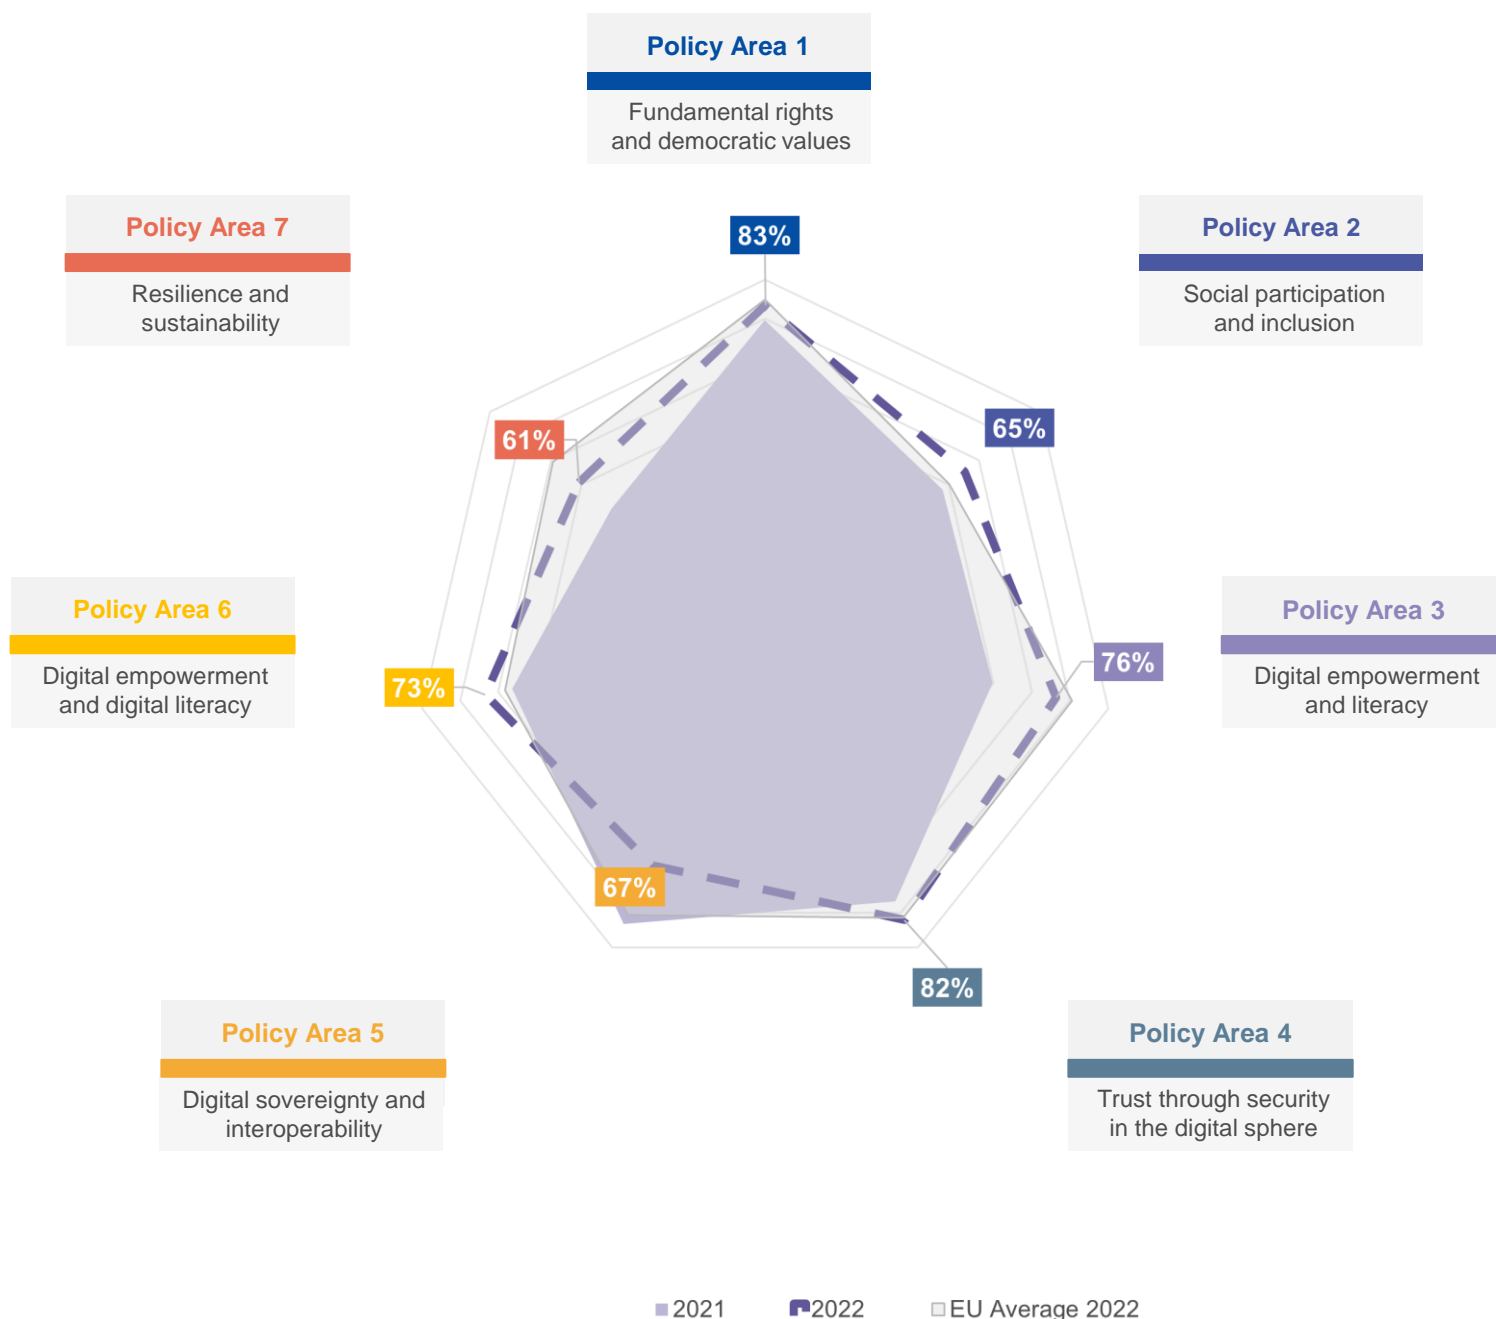 Policy Area 1
Fundamental rights
and democratic values
Policy Area 7
Resilience and
sustainability
Policy Area 2
Social participation
and inclusion
83%
65%
61%
Policy Area 6
Digital empowerment
and digital literacy
Policy Area 3
Digital empowerment
and literacy
73%
76%
67%
82%
Policy Area 5
Digital sovereignty and
interoperability
Policy Area 4
Trust through security
in the digital sphere
2021
2022
EU Average 2022